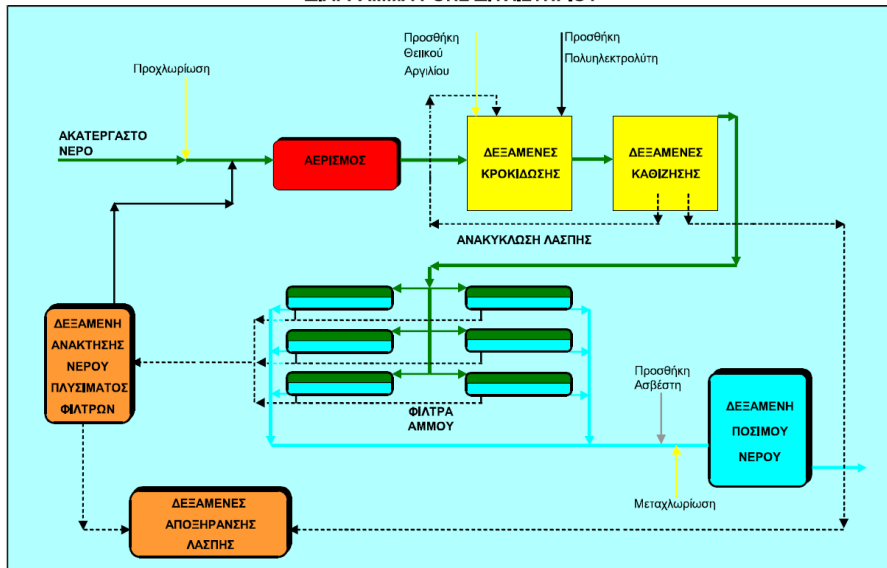 Προσθήκη
Θειικού
Αργιλίου
Προσθήκη
Πολυηλεκτρολύτη
Προχλωρίωση
ΑΚΑΤΕΡΓΑΣΤΟ
ΝΕΡΟ
ΑΕΡΙΣΜΟΣ
ΔΕΞΑΜΕΝΕΣ
ΚΡΟΚΙΔΩΣΗΣ
ΔΕΞΑΜΕΝΕΣ
ΚΑΘΙΖΗΣΗΣ
ΑΝΑΚΥΚΛΩΣΗ ΛΑΣΠΗΣ
ΔΕΞΑΜΕΝΗ
ΑΝΑΚΤΗΣΗΣ
ΝΕΡΟΥ
ΠΛΥΣΙΜΑΤΟΣ
ΦΙΛΤΡΩΝ
ΦΙΛΤΡΑ
ΑΜΜΟΥ
Προσθήκη
Ασβέστη
ΔΕΞΑΜΕΝΗ
ΠΟΣΙΜΟΥ
ΝΕΡΟΥ
Μεταχλωρίωση
ΔΕΞΑΜΕΝΕΣ
ΑΠΟΞΗΡΑΝΣΗΣ
ΛΑΣΠΗΣ